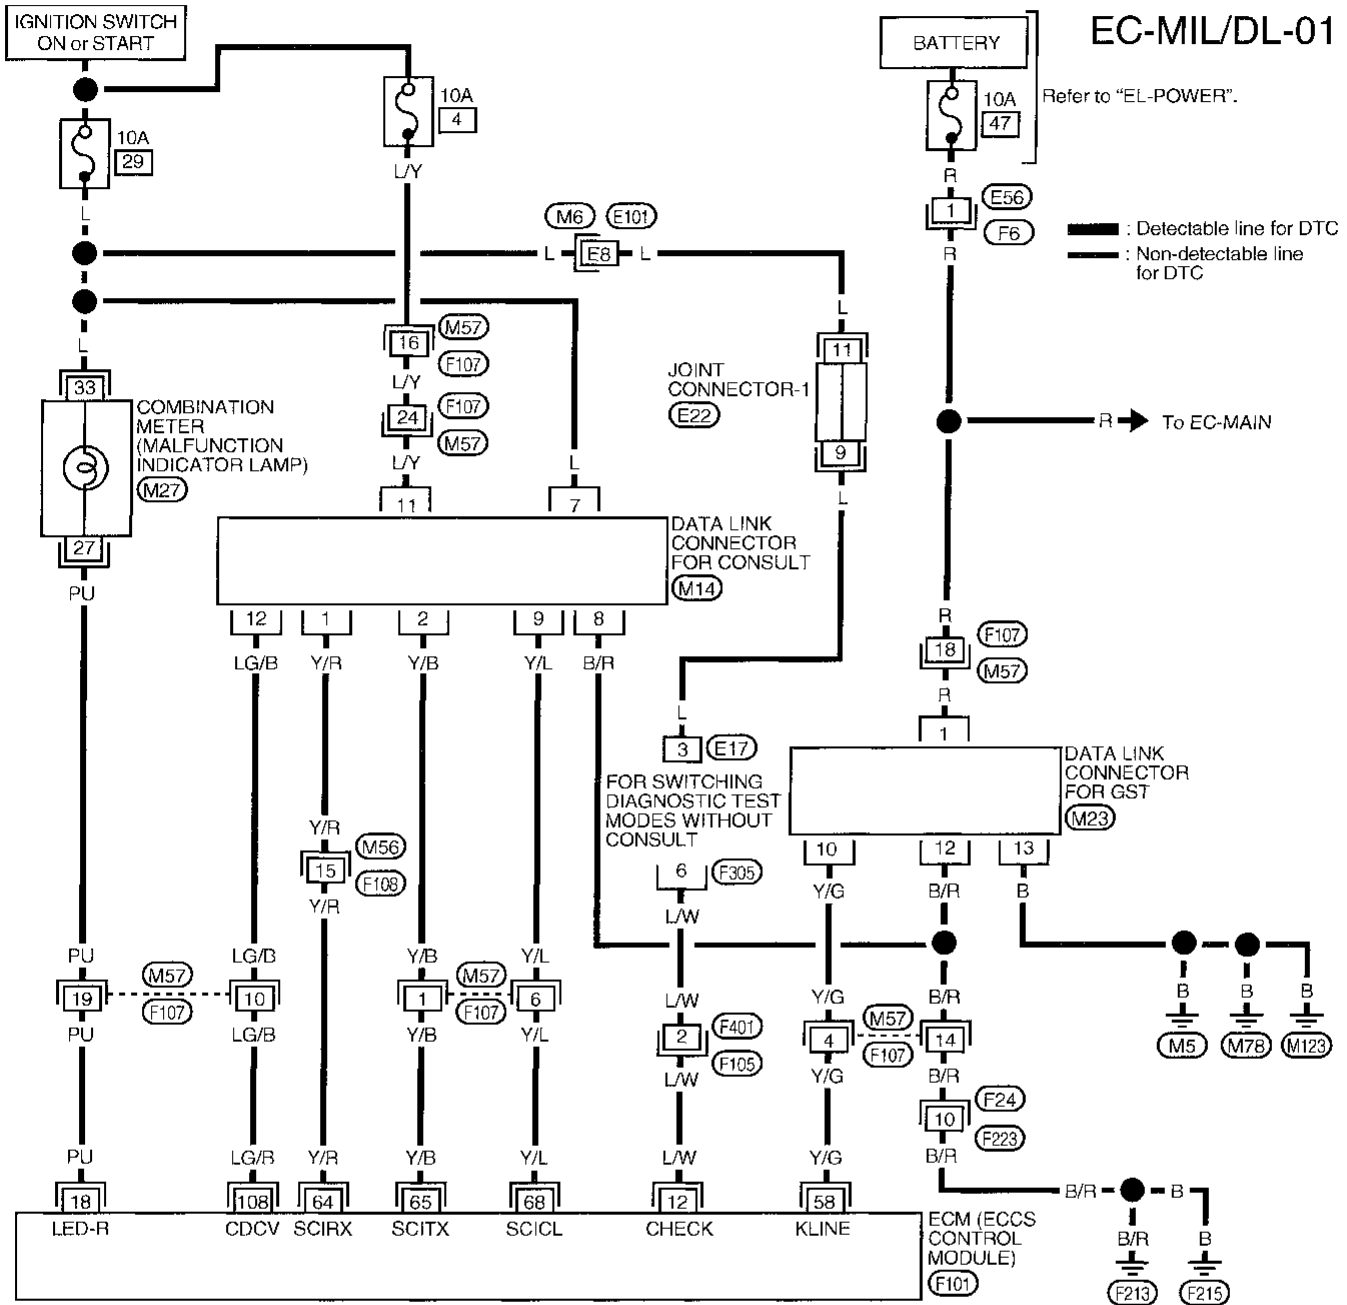 IGNITION SWITCH
ON or START
BATTERY
EC-MIL/DL-01
10A
29
10A
4
10A
47
Refer to "EL-POWER".
L/Y
R
1
E56
F6
R
L
M6
E101
L
E8
L
: Detectable line for DTC
: Non-detectable line
for DTC
L
L
33
16
M57
F107
L/Y
24
F107
M57
L/Y
11
JOINT
CONNECTOR-1
E22
9
L
R
To EC-MAIN
COMBINATION
METER
(MALFUNCTION
INDICATOR LAMP)
M27
27
PU
L
11
7
DATA LINK
CONNECTOR
FOR CONSULT
M14
12
1
2
9
8
LG/B
Y/R
Y/B
Y/L
B/R
R
18
F107
M57
R
1
L
3
E17
FOR SWITCHING
DIAGNOSTIC TEST
MODES WITHOUT
CONSULT
6
F305
L/W
DATA LINK
CONNECTOR
FOR GST
M23
10
12
13
Y/G
B/R
B
Y/R
15
M56
F108
Y/R
PU
LG/B
Y/B
Y/L
19
M57
F107
10
1
M57
F107
6
PU
LG/B
Y/B
Y/L
L/W
2
F401
F105
L/W
Y/G
B/R
4
M57
F107
14
Y/G
B/R
B
B
B
M5
M78
M123
10
F24
F223
B/R
PU
LG/B
Y/R
Y/B
Y/L
L/W
Y/G
18
108
64
65
68
12
58
LED-R
CDCV
SCIRX
SCITX
SCICL
CHECK
KLINE
ECM (ECCS
CONTROL
MODULE)
F101
B/R
B
B/R
B
F213
F215